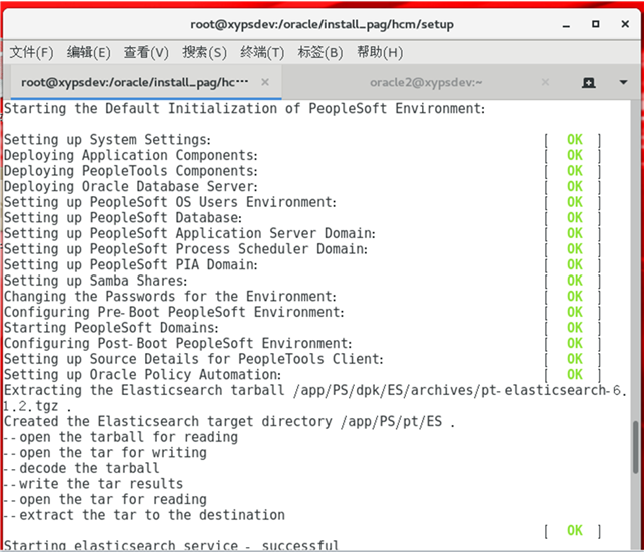 root@xypsdev:/oracle/install_pag/hcm/setup
文件(F) 编辑(E) 查看(V) 搜索(S) 终端(T) 标签(B) 帮助(H)
root@xypsdev:/oracle/install_pag/hc··· × oracle2@xypsdev:~ ×
Starting the Default Initialization of PeopleSoft Environment:
Setting up System Settings: [ OK ]
Deploying Application Components: [ OK ]
Deploying PeopleTools Components: [ OK ]
Deploying Oracle Database Server: [ OK ]
Setting up PeopleSoft OS Users Environment: [ OK ]
Setting up PeopleSoft Database: [ OK ]
Setting up PeopleSoft Application Server Domain: [ OK ]
Setting up PeopleSoft Process Scheduler Domain: [ OK ]
Setting up PeopleSoft PIA Domain: [ OK ]
Setting up Samba Shares: [ OK ]
Changing the Passwords for the Environment: [ OK ]
Configuring Pre-Boot PeopleSoft Environment: [ OK ]
Starting PeopleSoft Domains: [ OK ]
Configuring Post-Boot PeopleSoft Environment: [ OK ]
Setting up Source Details for PeopleTools Client: [ OK ]
Setting up Oracle Policy Automation: [ OK ]
Extracting the Elasticsearch tarball /app/PS/dpk/ES/archives/pt-elasticsearch-6.
1.2.tgz .
Created the Elasticsearch target directory /app/PS/pt/ES .
--open the tarball for reading
--open the tar for writing
--decode the tarball
--write the tar results
--open the tar for reading
--extract the tar to the destination
[ OK ]
Starting elasticsearch service - successful